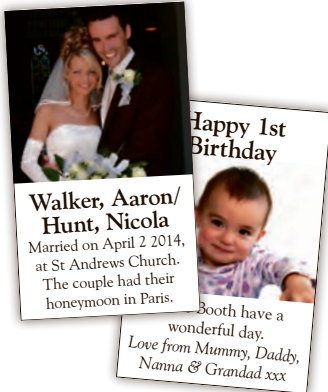 Walker, Aaron/
Hunt, Nicola
Married on April 2 2014,
at St Andrews Church.
The couple had their
honeymoon in Paris.
Happy 1st
Birthday
Booth have a
wonderful day.
Love from Mummy, Daddy,
Nanna & Grandad xxx